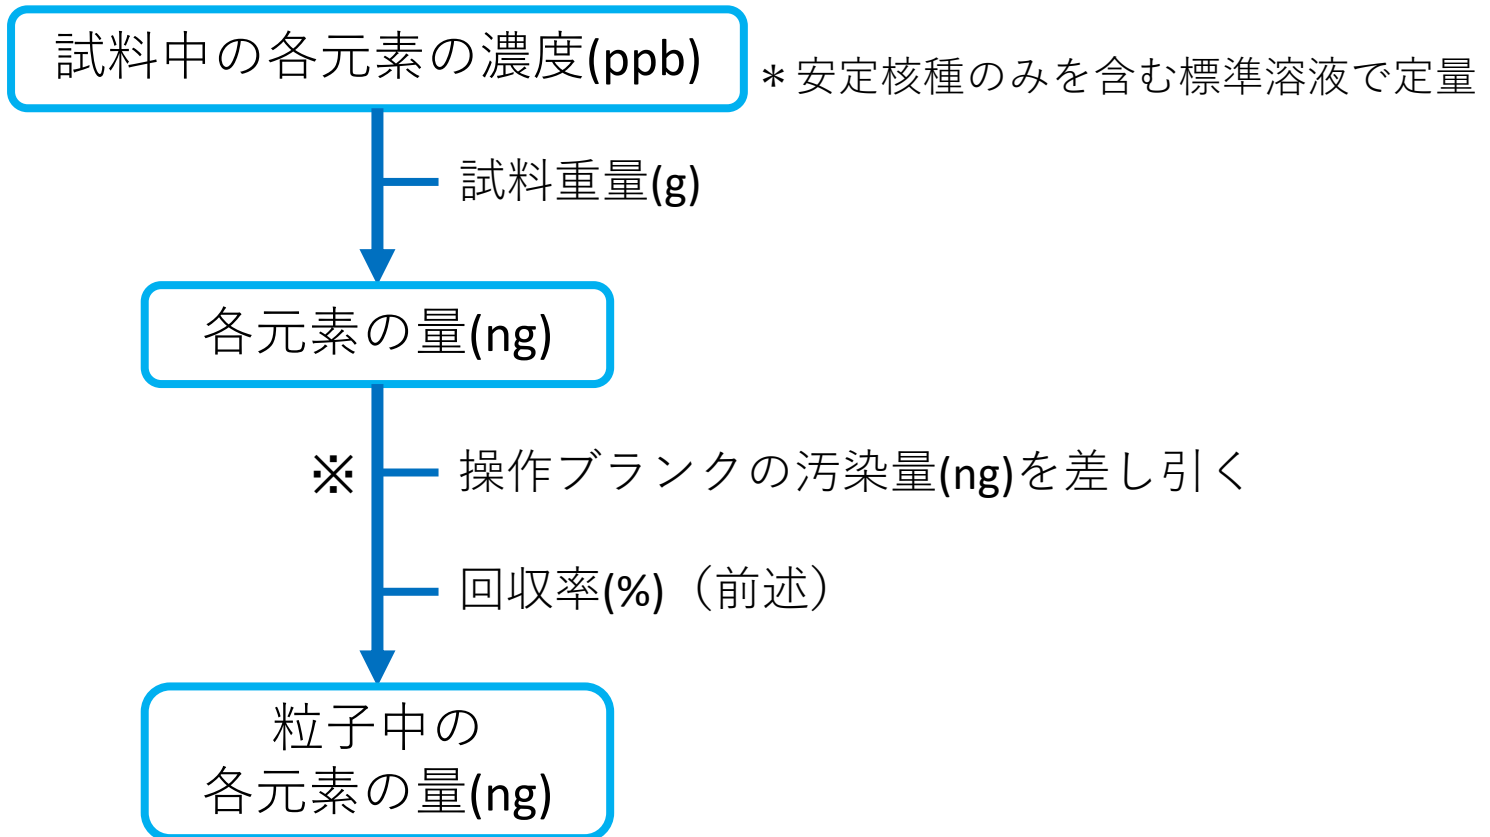 試料中の各元素の濃度(ppb)
＊安定核種のみを含む標準溶液で定量
試料重量(g)
各元素の量(ng)
※
操作ブランクの汚染量(ng)を差し引く
回収率(%)（前述）
粒子中の
各元素の量(ng)